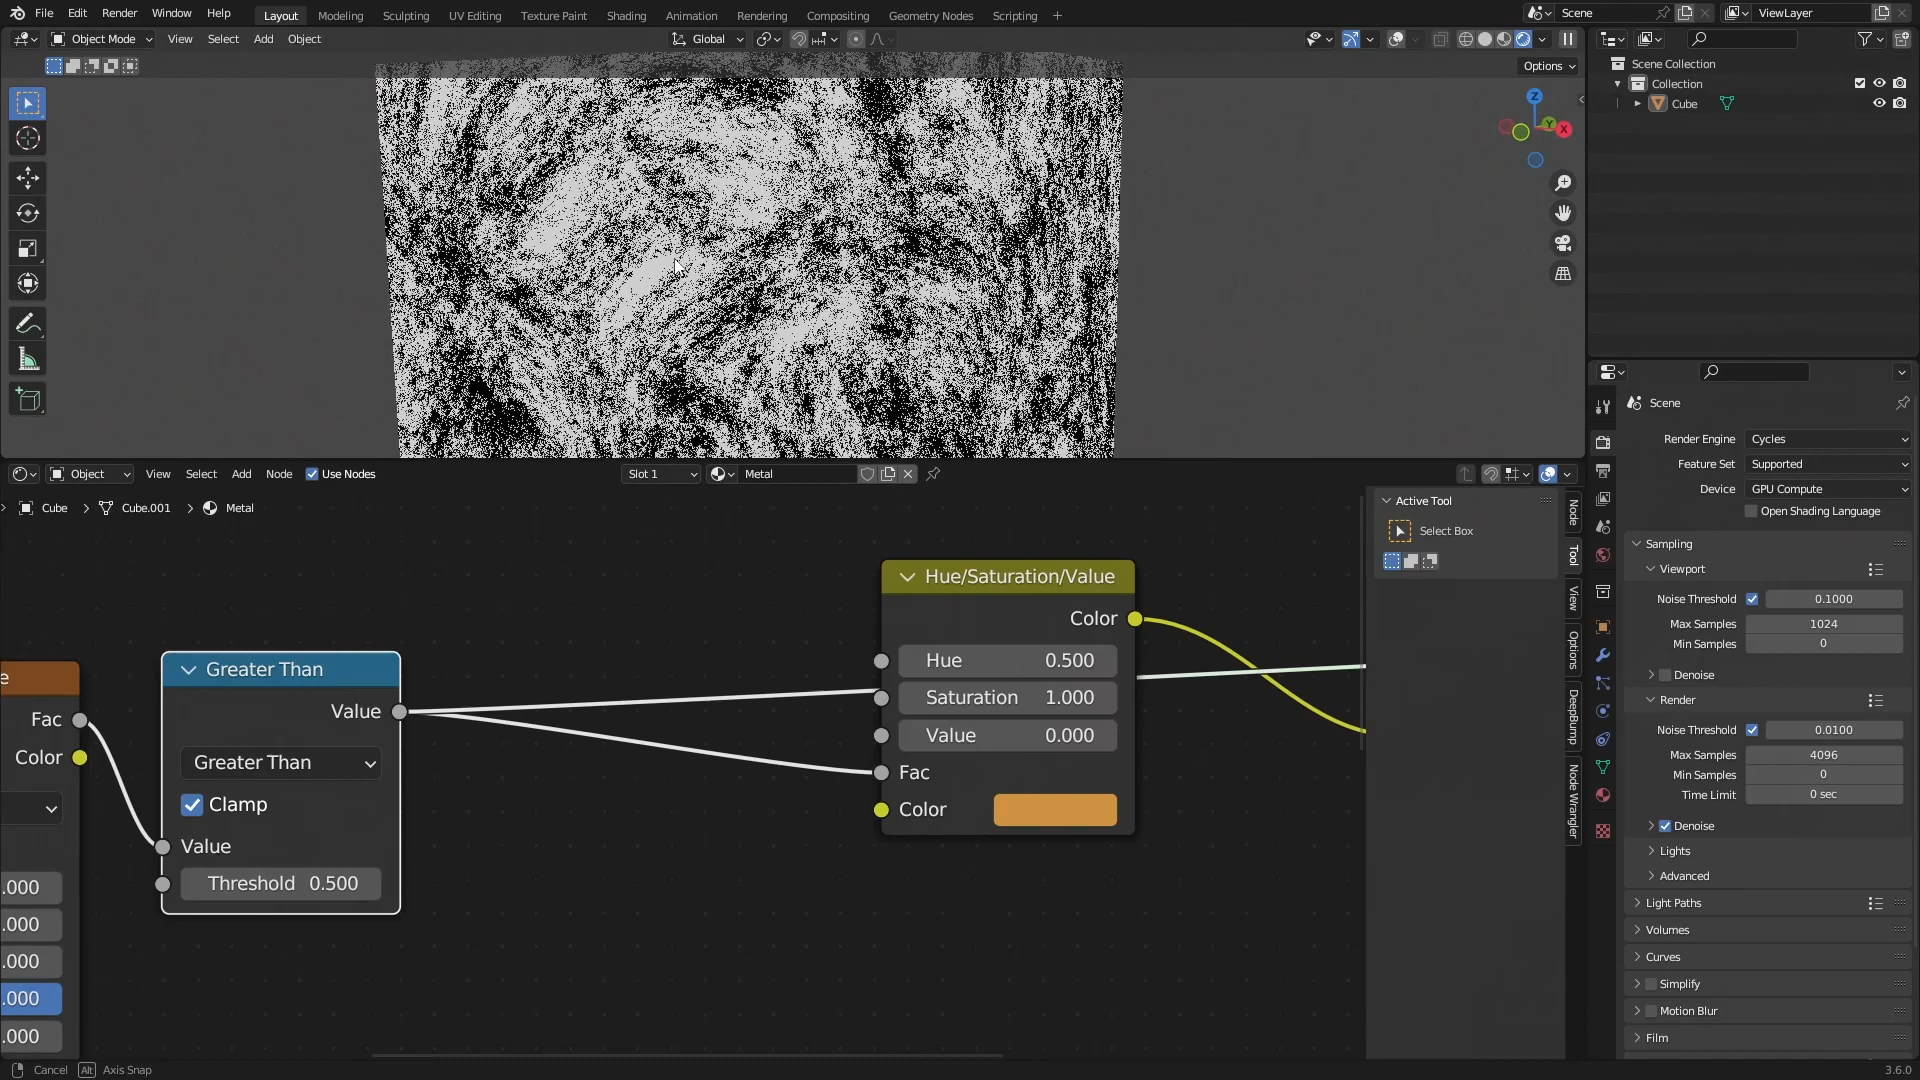 File Edit Render Window Help Layout Modeling Sculpting UV Editing Texture Paint Shading Animation Rendering Compositing Geometry Nodes Scripting + Scene ViewLayer
Object Mode View Select Add Object Global
Options
Z
Y
X
Scene Collection
Collection
Cube
Scene
Render Engine Cycles
Feature Set Supported
Device GPU Compute
Open Shading Language
Sampling
Viewport
Noise Threshold 0.1000
Max Samples 1024
Min Samples 0
Denoise
Render
Noise Threshold 0.0100
Max Samples 4096
Min Samples 0
Time Limit 0 sec
Denoise
Lights
Advanced
Light Paths
Volumes
Curves
Simplify
Motion Blur
Film
Object View Select Add Node Use Nodes Slot 1 Metal
Cube Cube.001 Metal
Active Tool
Select Box
Node
Tool
View
Options
DeepBump
Node Wrangler
e
Fac
Color
.000
.000
.000
.000
.000
Greater Than
Value
Greater Than
Clamp
Value
Threshold 0.500
Hue/Saturation/Value
Color
Hue 0.500
Saturation 1.000
Value 0.000
Fac
Color
Cancel Alt Axis Snap
3.6.0